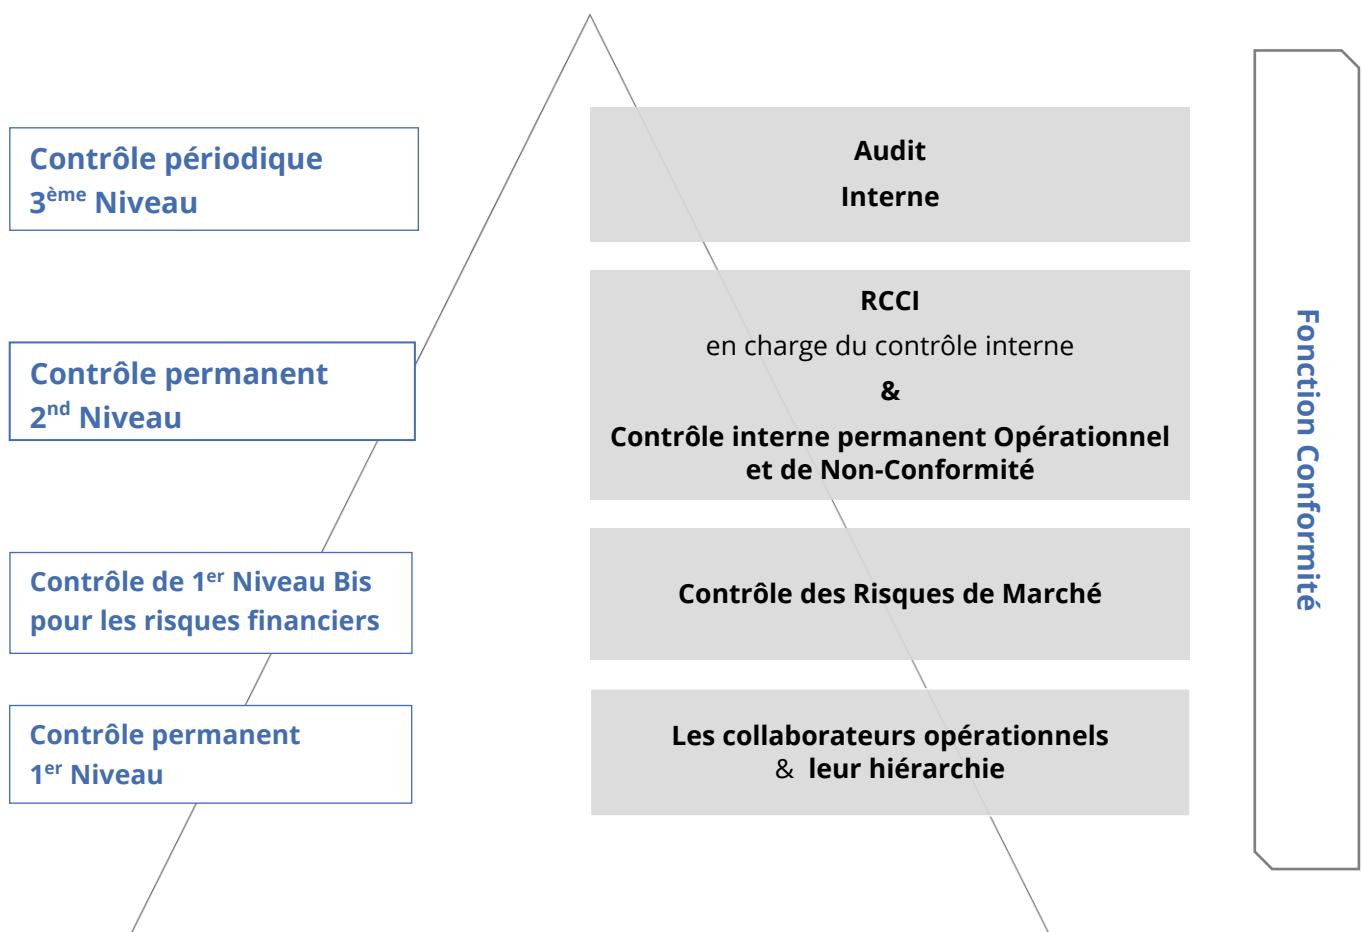 Contrôle périodique
3ème Niveau
Audit
Interne
Contrôle permanent
2nd Niveau
RCCI
en charge du contrôle interne
&
Contrôle interne permanent Opérationnel
et de Non-Conformité
Contrôle de 1er Niveau Bis
pour les risques financiers
Contrôle des Risques de Marché
Contrôle permanent
1er Niveau
Les collaborateurs opérationnels
& leur hiérarchie
Fonction Conformité